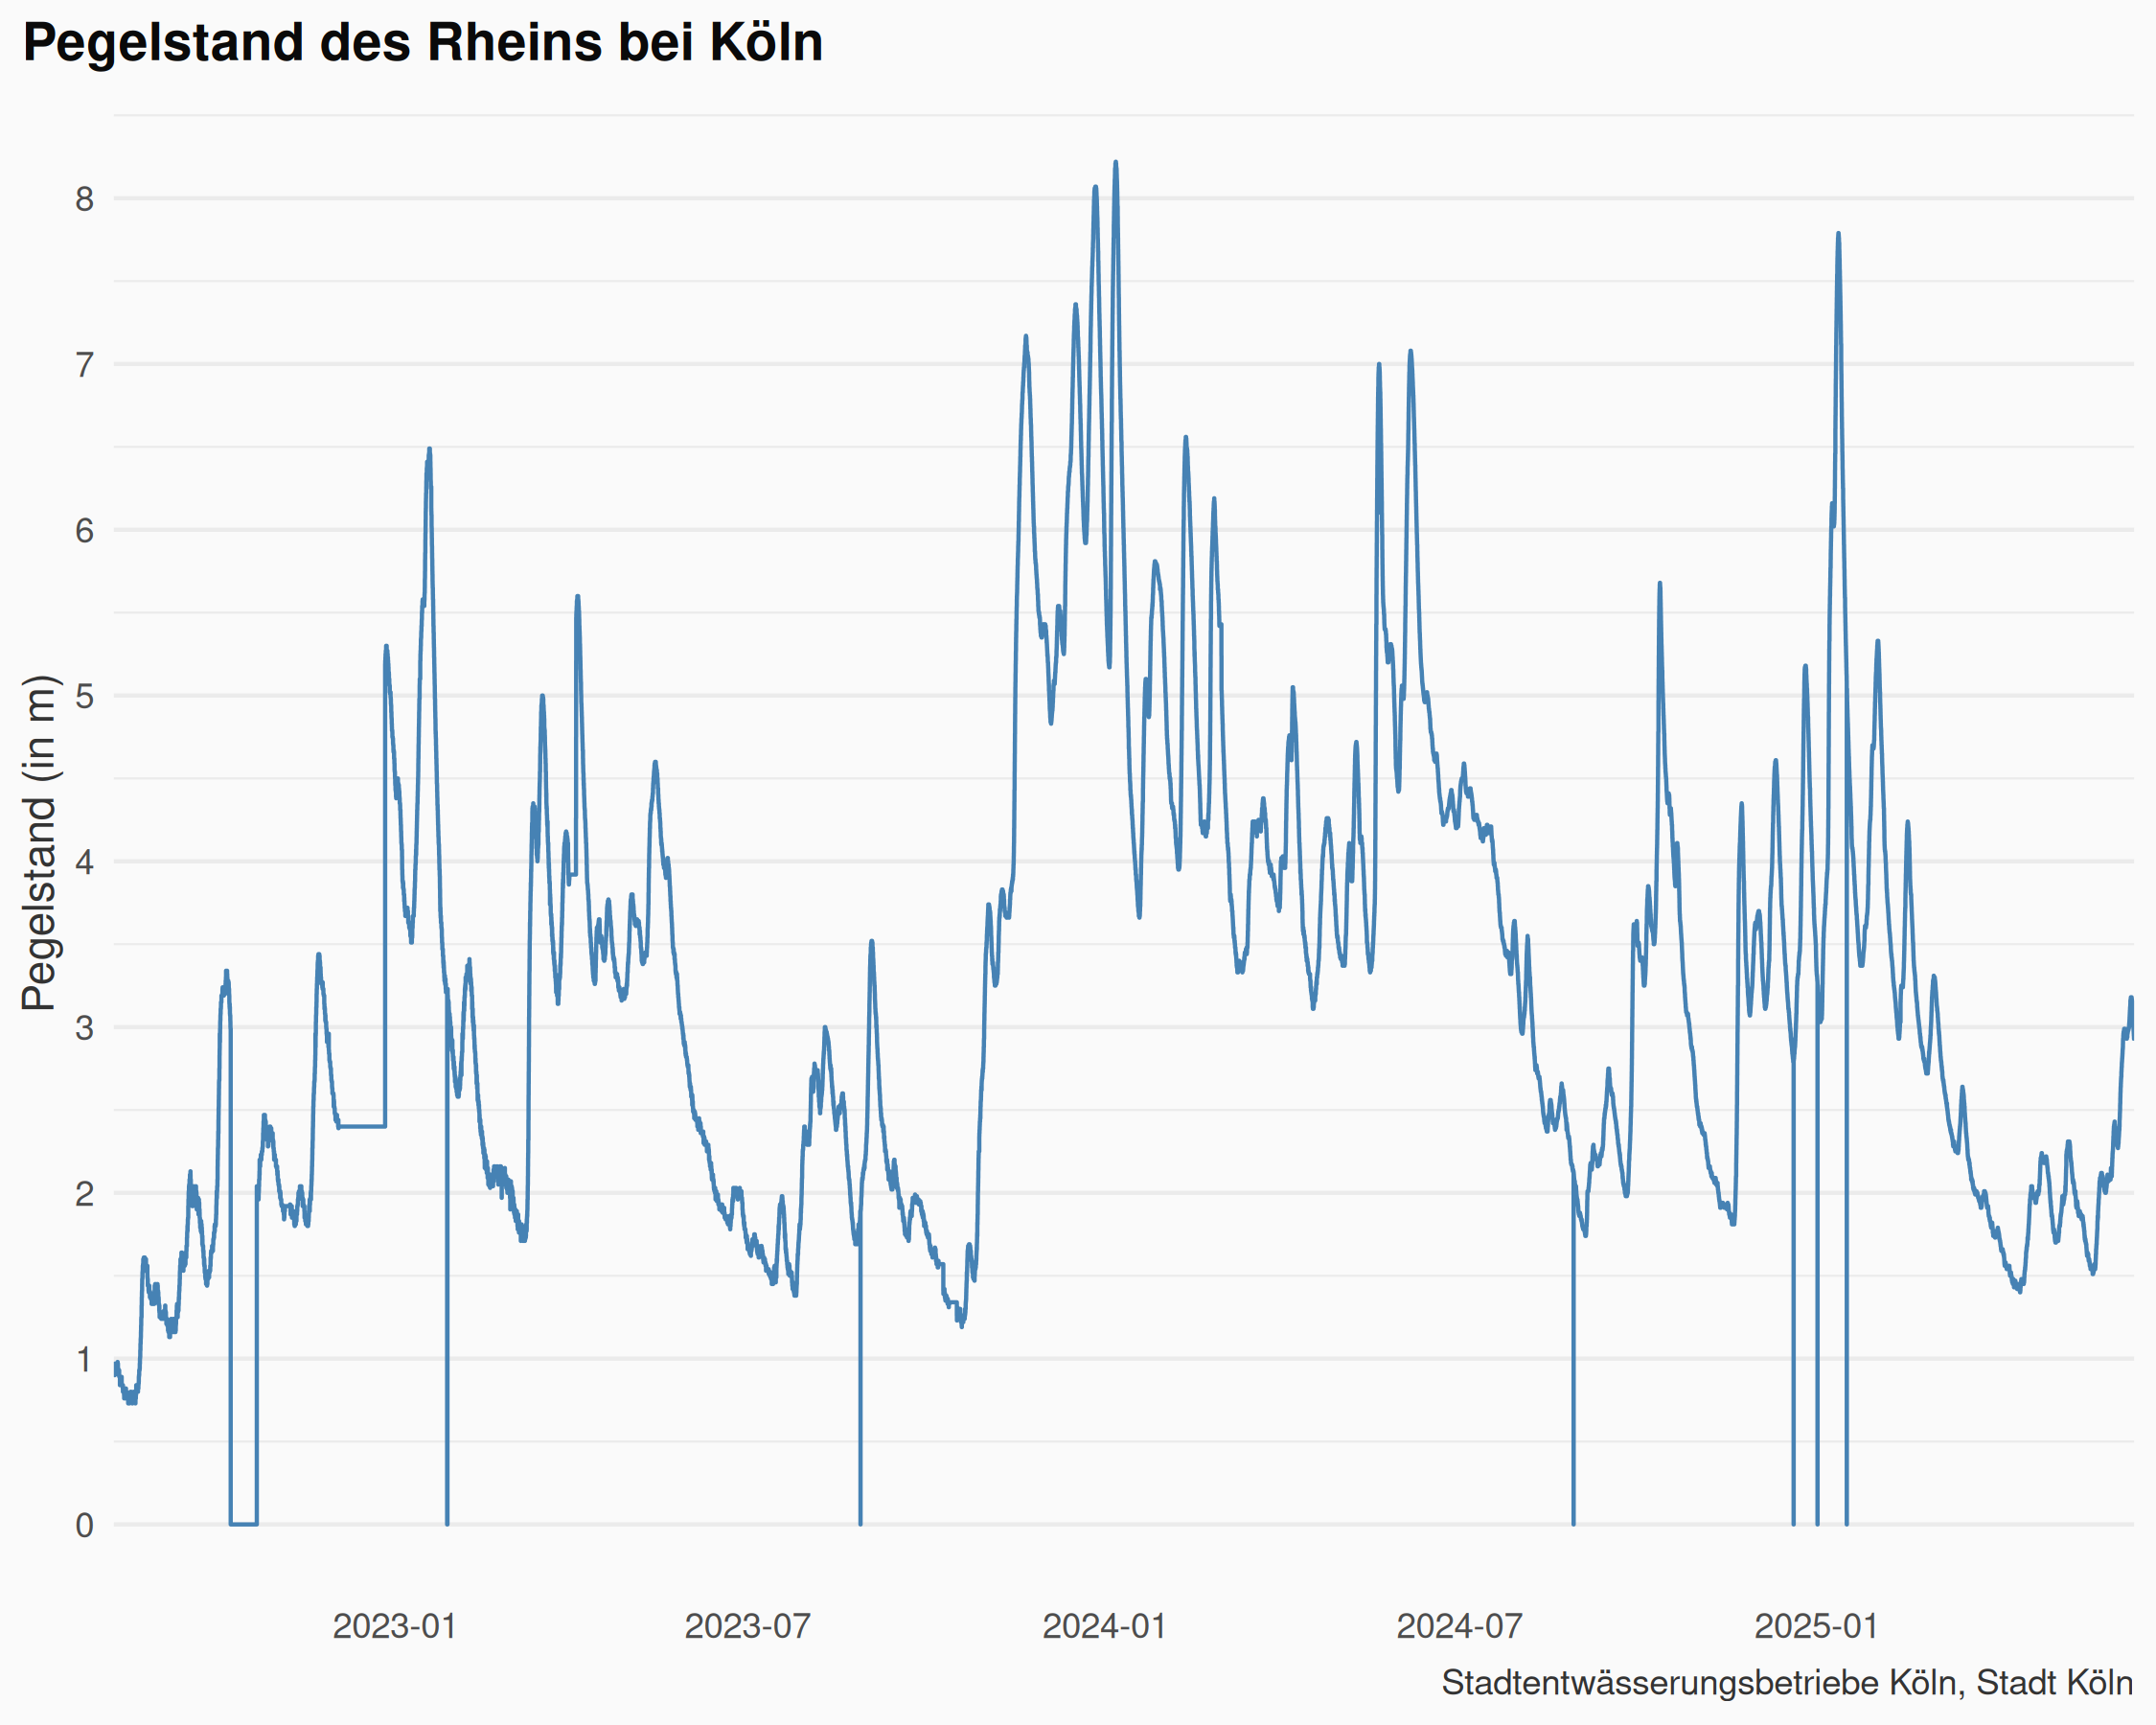 Pegelstand des Rheins bei Köln
Pegelstand (in m)
8
7
6
5
4
3
2
1
0
2023-01 2023-07 2024-01 2024-07 2025-01
Stadtentwässerungsbetriebe Köln, Stadt Köln